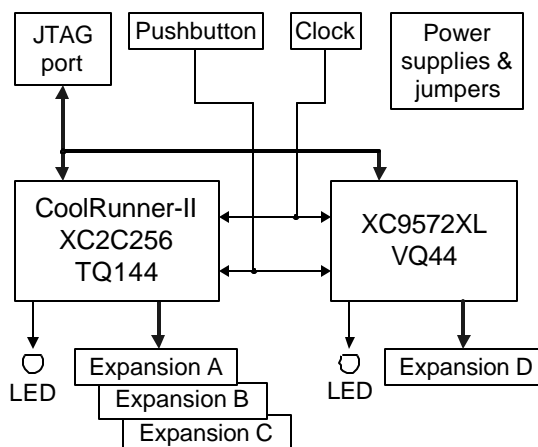 JTAG
port
Pushbutton
Clock
Power
supplies &
jumpers
CoolRunner-II
XC2C256
TQ144
XC9572XL
VQ44
LED
Expansion A
Expansion B
Expansion C
LED
Expansion D